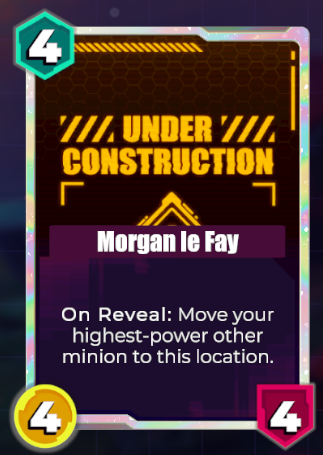 4
/// UNDER ///
CONSTRUCTION
Morgan le Fay
On Reveal: Move your
highest-power other
minion to this location.
4
4